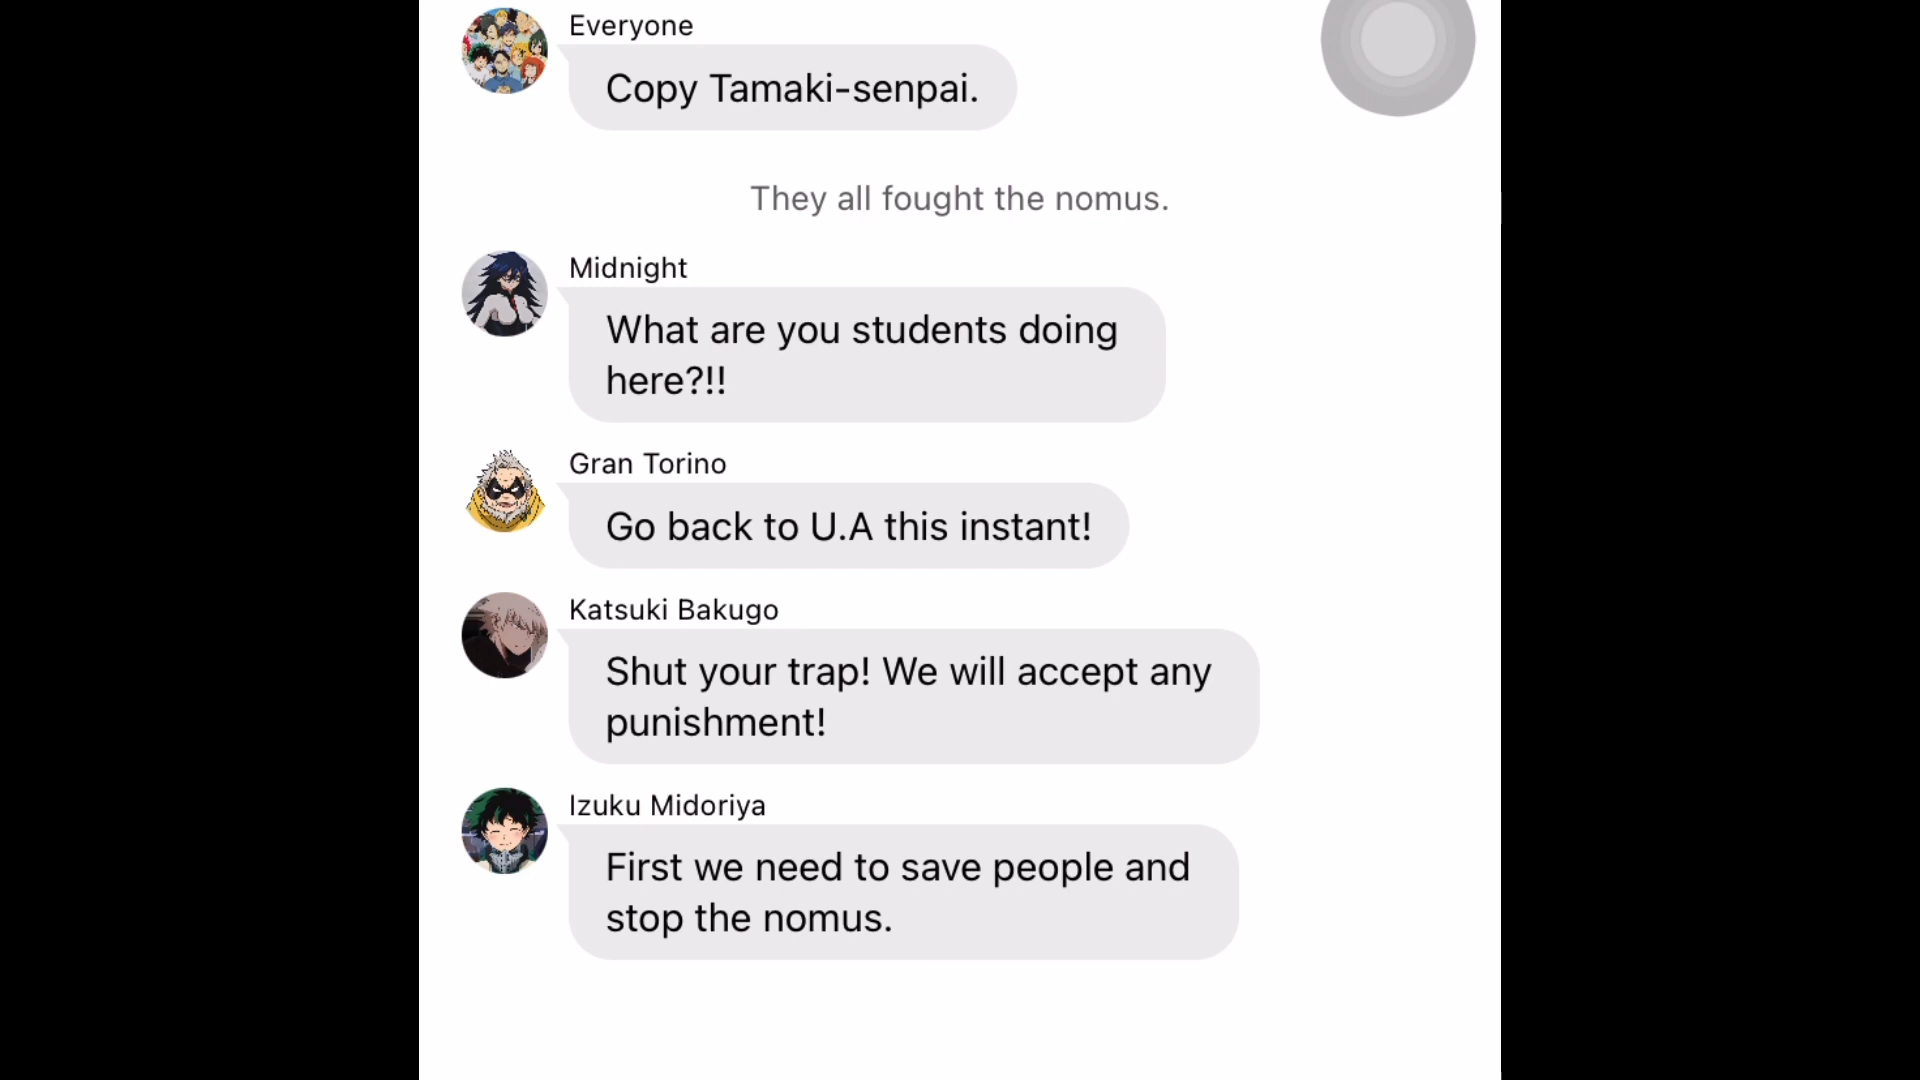 Everyone
Copy Tamaki-senpai.
They all fought the nomus.
Midnight
What are you students doing
here?!!
Gran Torino
Go back to U.A this instant!
Katsuki Bakugo
Shut your trap! We will accept any
punishment!
Izuku Midoriya
First we need to save people and
stop the nomus.